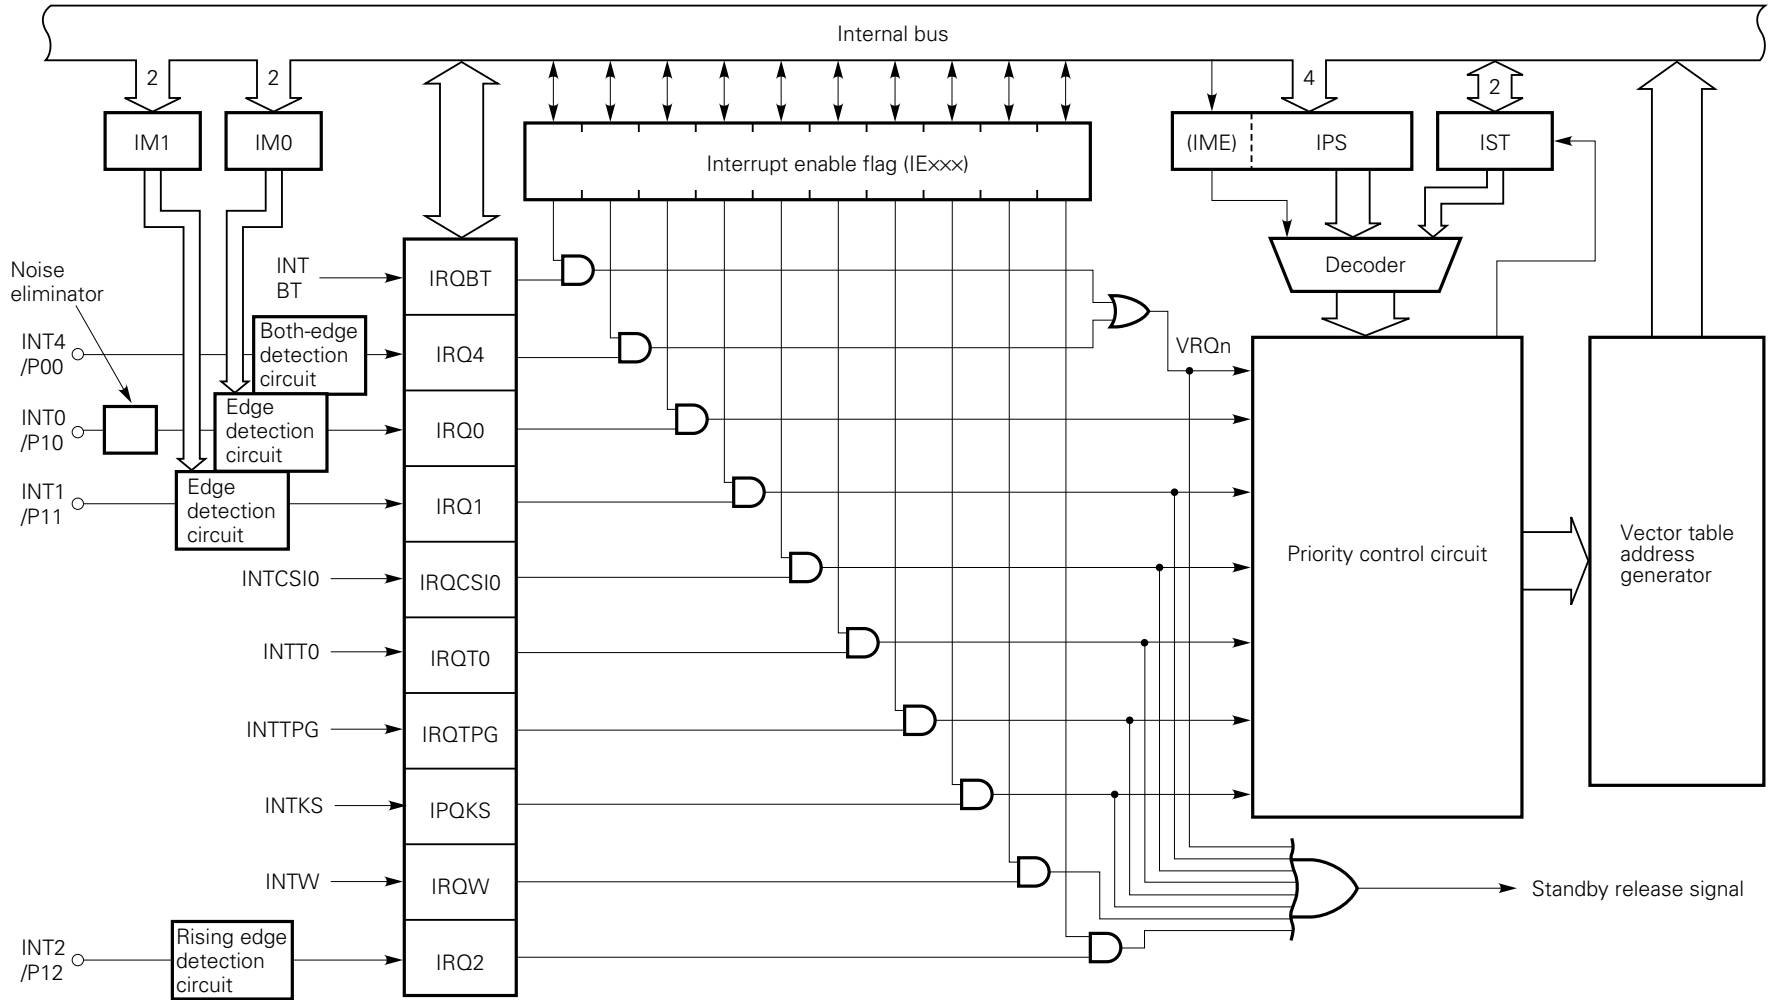 Internal bus
2
2
4
2
IM1
IM0
Interrupt enable flag (IE×××)
(IME)
IPS
IST
Decoder
Noise
eliminator
INT
BT
IRQBT
INT4
/P00
Both-edge
detection
circuit
IRQ4
VRQn
INT0
/P10
Edge
detection
circuit
IRQ0
INT1
/P11
Edge
detection
circuit
IRQ1
INTCSI0
IRQCSI0
Priority control circuit
Vector table
address
generator
INTT0
IRQT0
INTTPG
IRQTPG
INTKS
IPQKS
INTW
IRQW
Standby release signal
INT2
/P12
Rising edge
detection
circuit
IRQ2